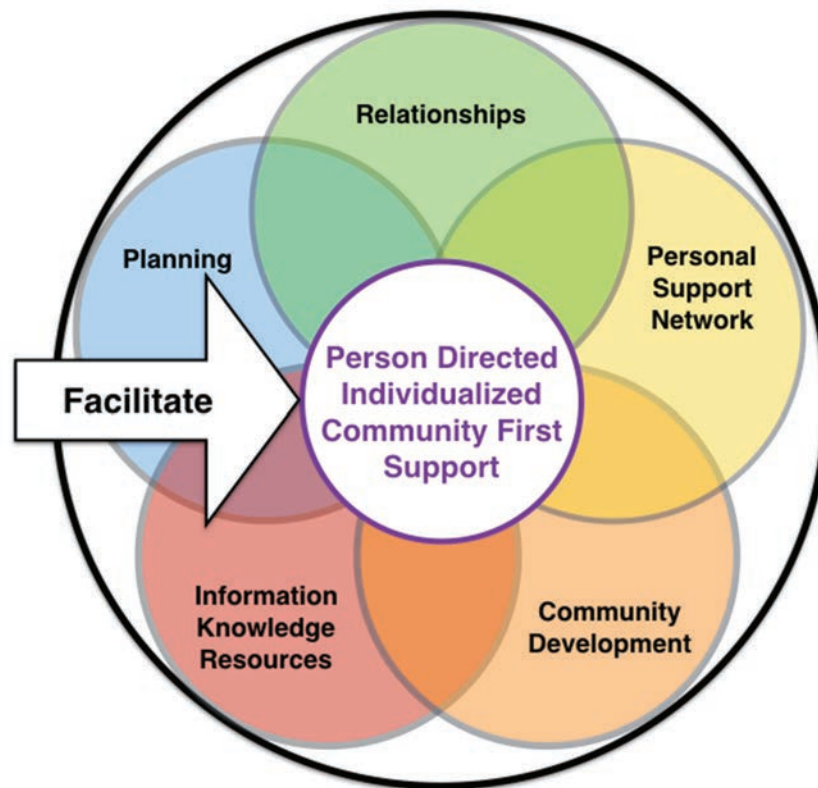 Relationships
Planning
Personal
Support
Network
Facilitate
Person Directed
Individualized
Community First
Support
Information
Knowledge
Resources
Community
Development